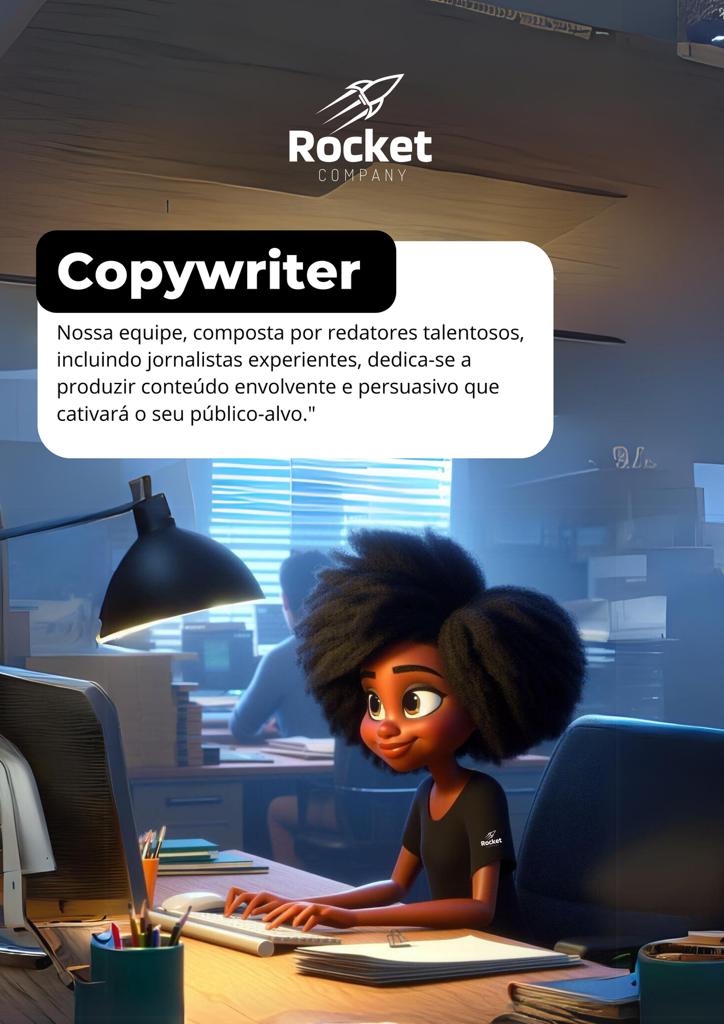 Rocket
COMPANY
Copywriter
Nossa equipe, composta por redatores talentosos,
incluindo jornalistas experientes, dedica-se a
produzir conteúdo envolvente e persuasivo que
cativará o seu público-alvo."
Rocket